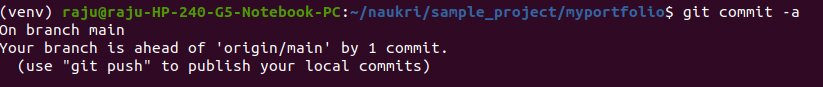 (venv) raju@raju-HP-240-G5-Notebook-PC:~/naukri/sample_project/myportfolio$ git commit -a
On branch main
Your branch is ahead of 'origin/main' by 1 commit.
  (use "git push" to publish your local commits)